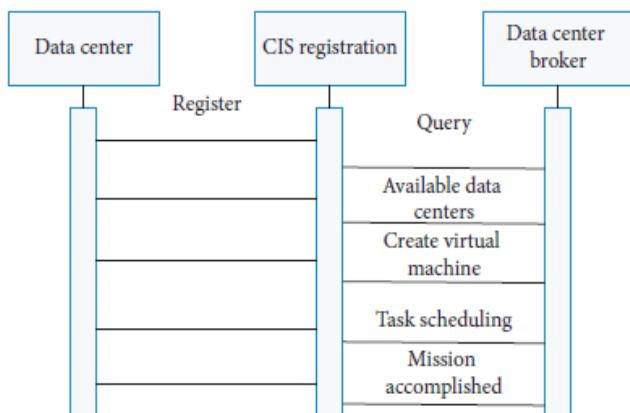 Data center
CIS registration
Data center
broker
Register
Query
Available data
centers
Create virtual
machine
Task scheduling
Mission
accomplished